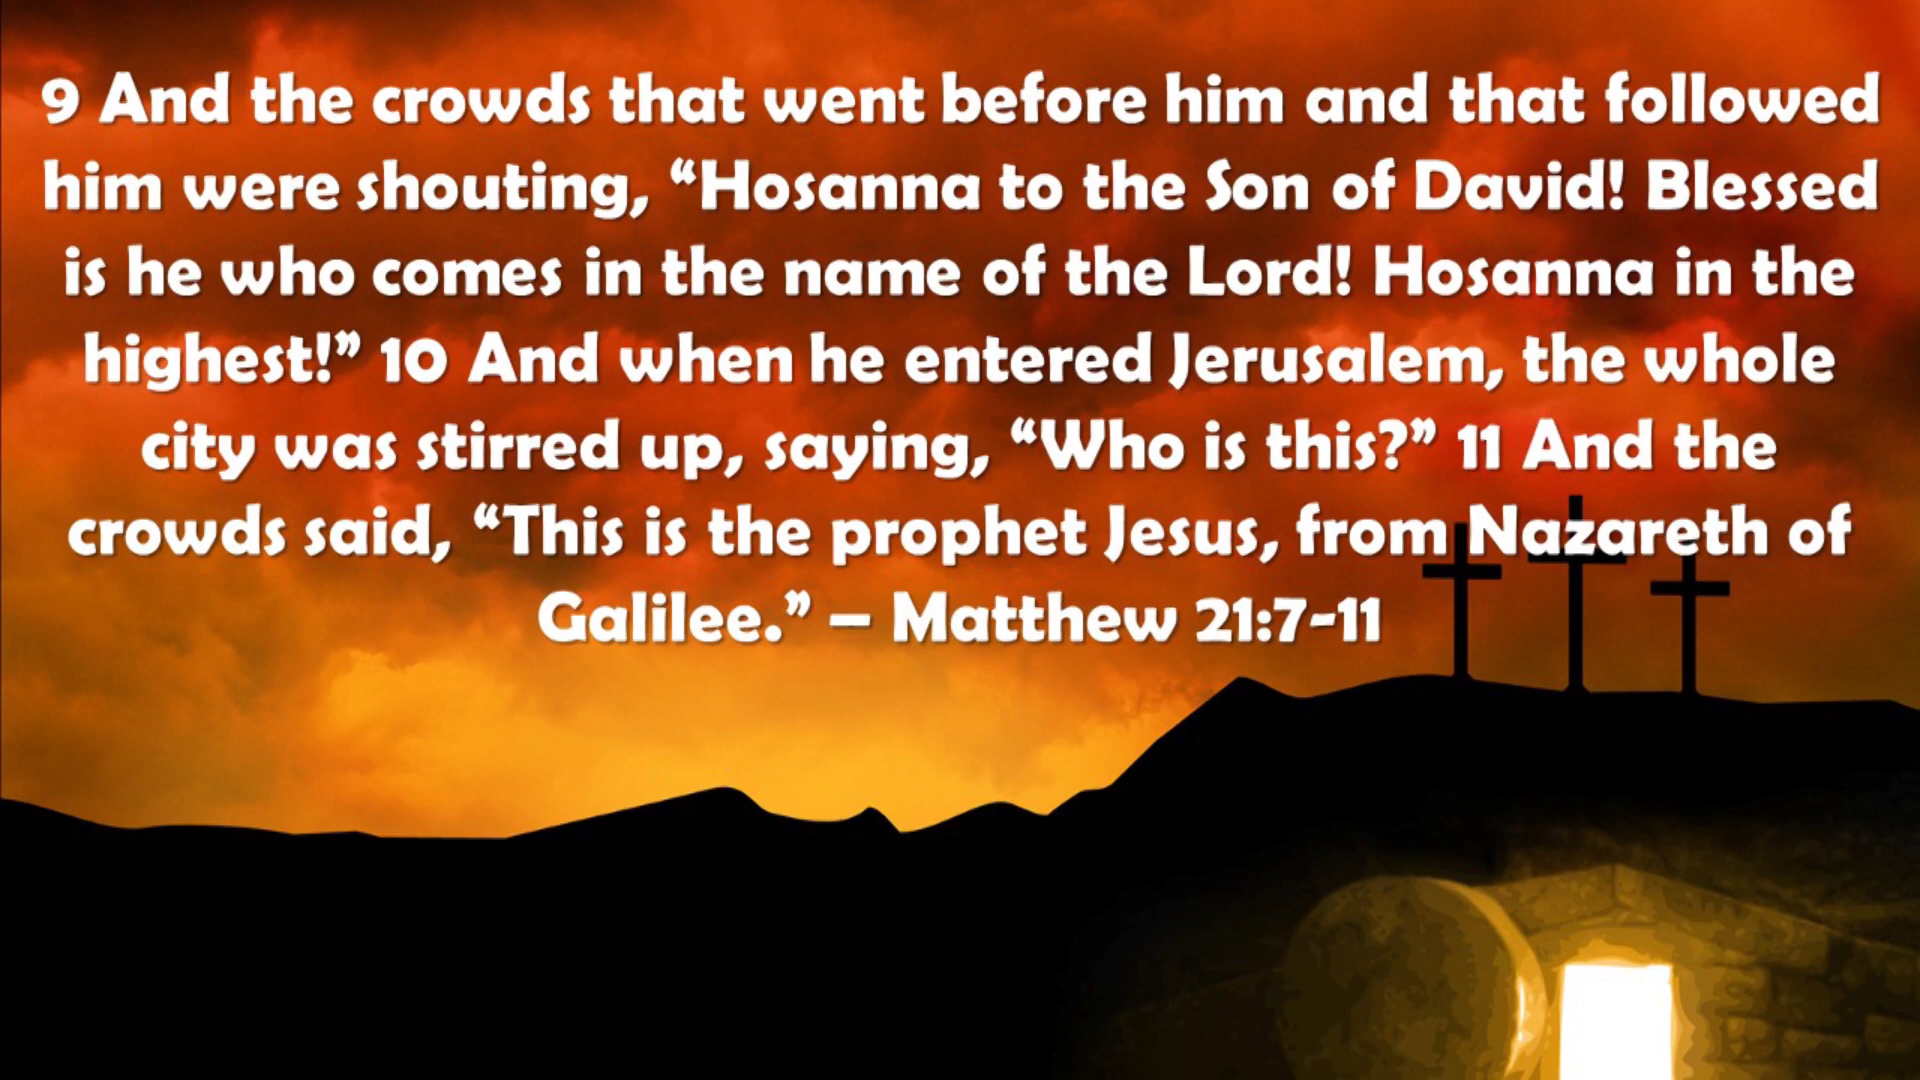 9 And the crowds that went before him and that followed
him were shouting, “Hosanna to the Son of David! Blessed
is he who comes in the name of the Lord! Hosanna in the
highest!” 10 And when he entered Jerusalem, the whole
city was stirred up, saying, “Who is this?” 11 And the
crowds said, “This is the prophet Jesus, from Nazareth of
Galilee.” – Matthew 21:7-11